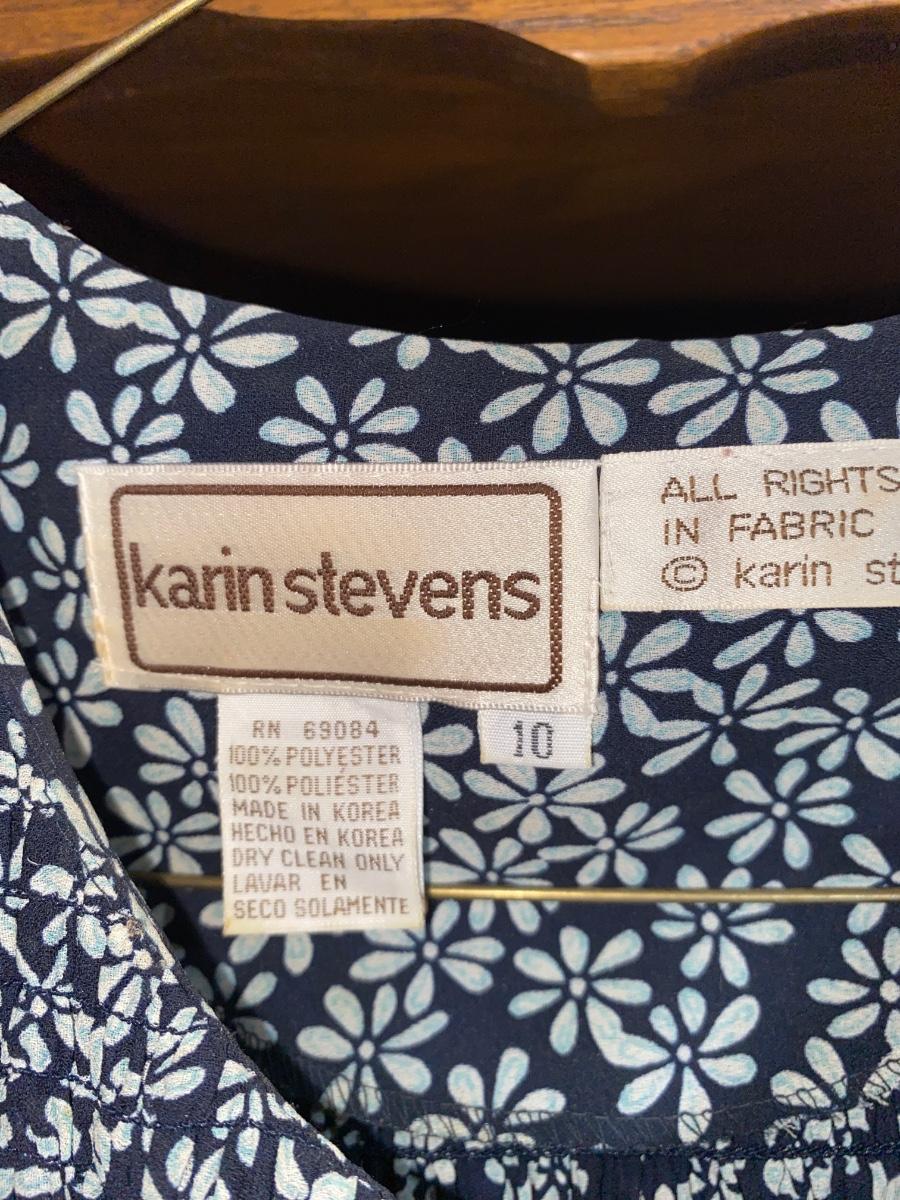 karin stevens
ALL RIGHTS
IN FABRIC
© karin st
RN 69084
100% POLYESTER
100% POLIÉSTER
MADE IN KOREA
HECHO EN KOREA
DRY CLEAN ONLY
LAVAR EN
SECO SOLAMENTE
10